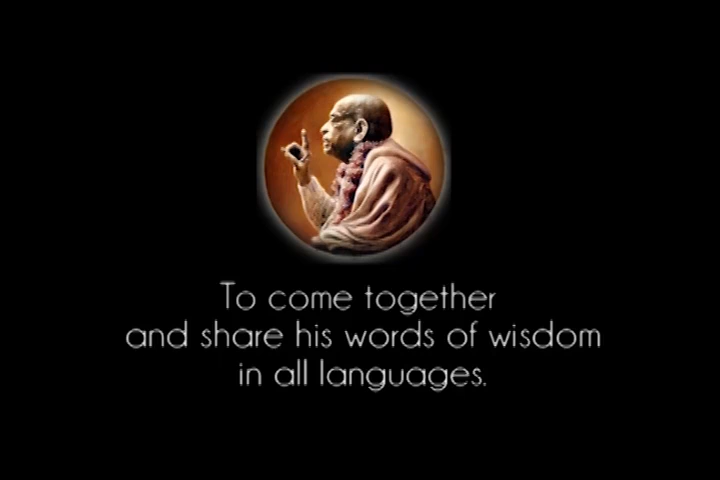 To come together
and share his words of wisdom
in all languages.